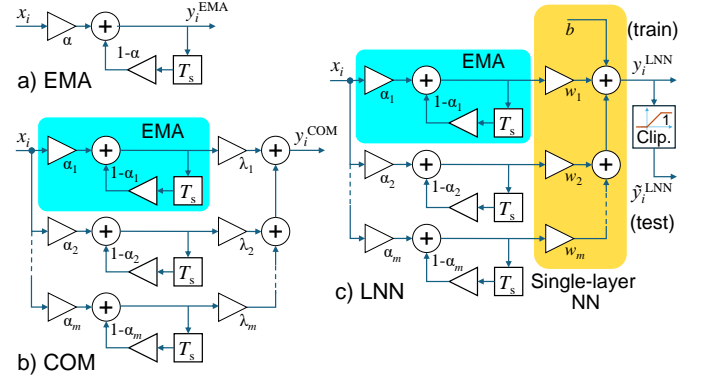 x_i
α
y_i^EMA
1-α
T_s
a) EMA
x_i
EMA
α_1
1-α_1
T_s
λ_1
y_i^COM
α_2
1-α_2
T_s
λ_2
α_m
1-α_m
T_s
λ_m
b) COM
x_i
EMA
α_1
1-α_1
T_s
w_1
b
(train)
y_i^LNN
1
Clip.
ỹ_i^LNN
(test)
α_2
1-α_2
T_s
w_2
α_m
1-α_m
T_s
w_m
c) LNN
Single-layer
NN